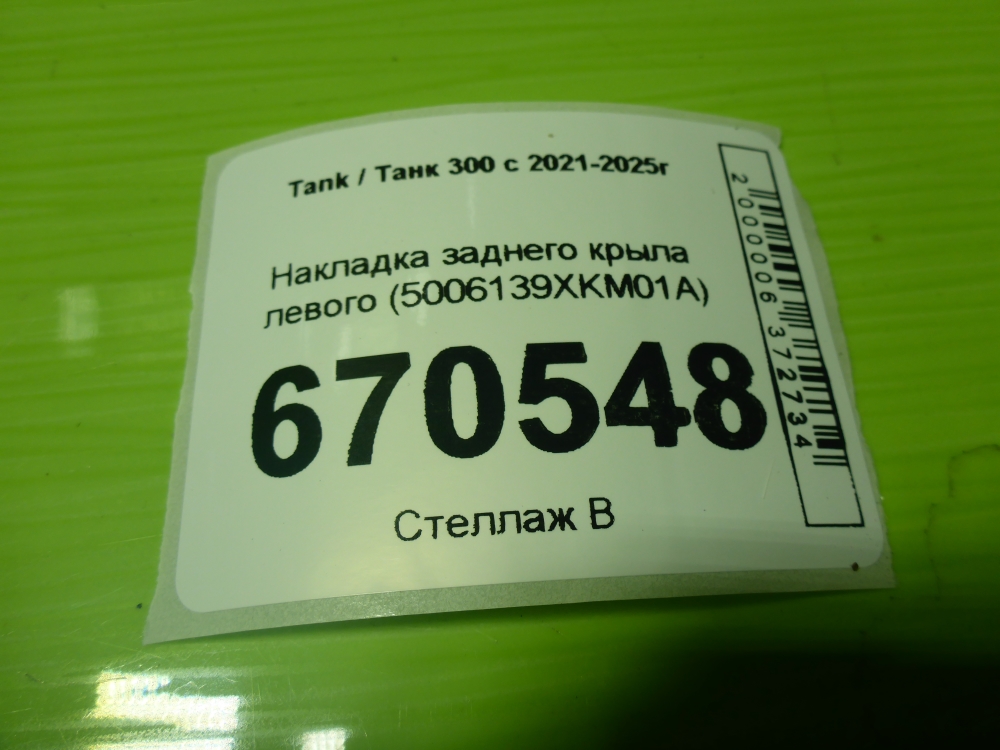 Tank / Танк 300 с 2021-2025г
Накладка заднего крыла
левого (5006139XKM01A)
670548
Стеллаж В
2000006372734